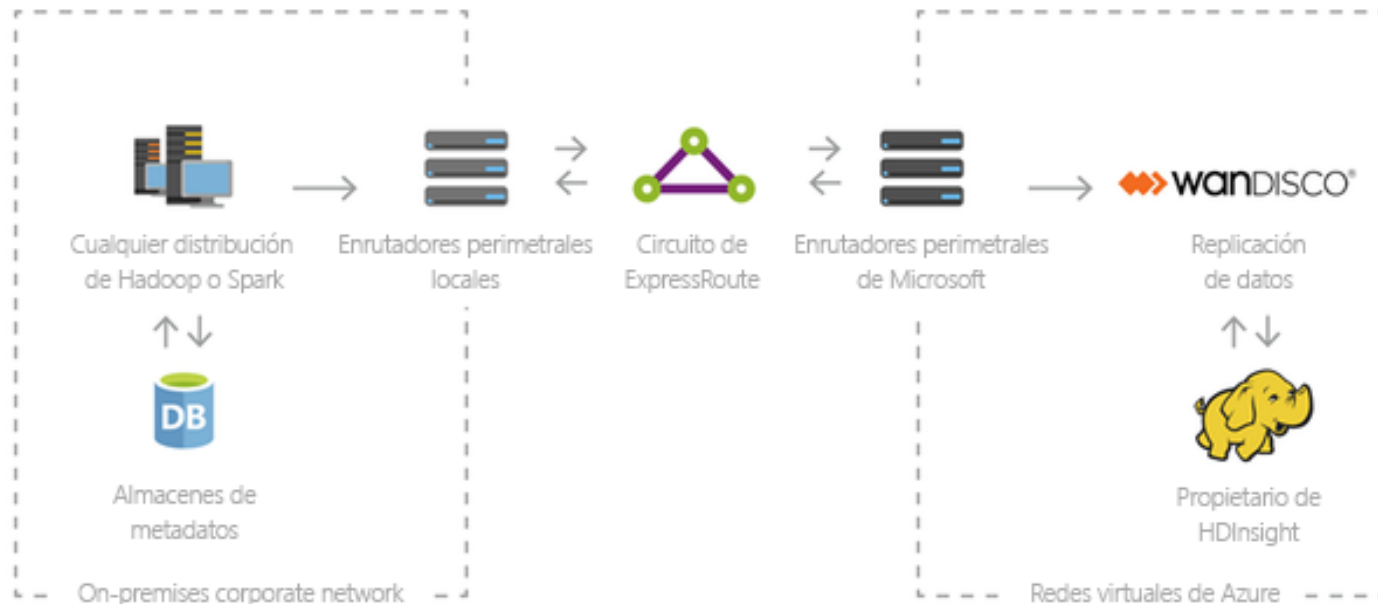 wanDISCO®
Cualquier distribución
de Hadoop o Spark
Enrutadores perimetrales
locales
Circuito de
ExpressRoute
Enrutadores perimetrales
de Microsoft
Replicación
de datos
DB
Almacenes de
metadatos
Propietario de
HDInsight
On-premises corporate network
Redes virtuales de Azure